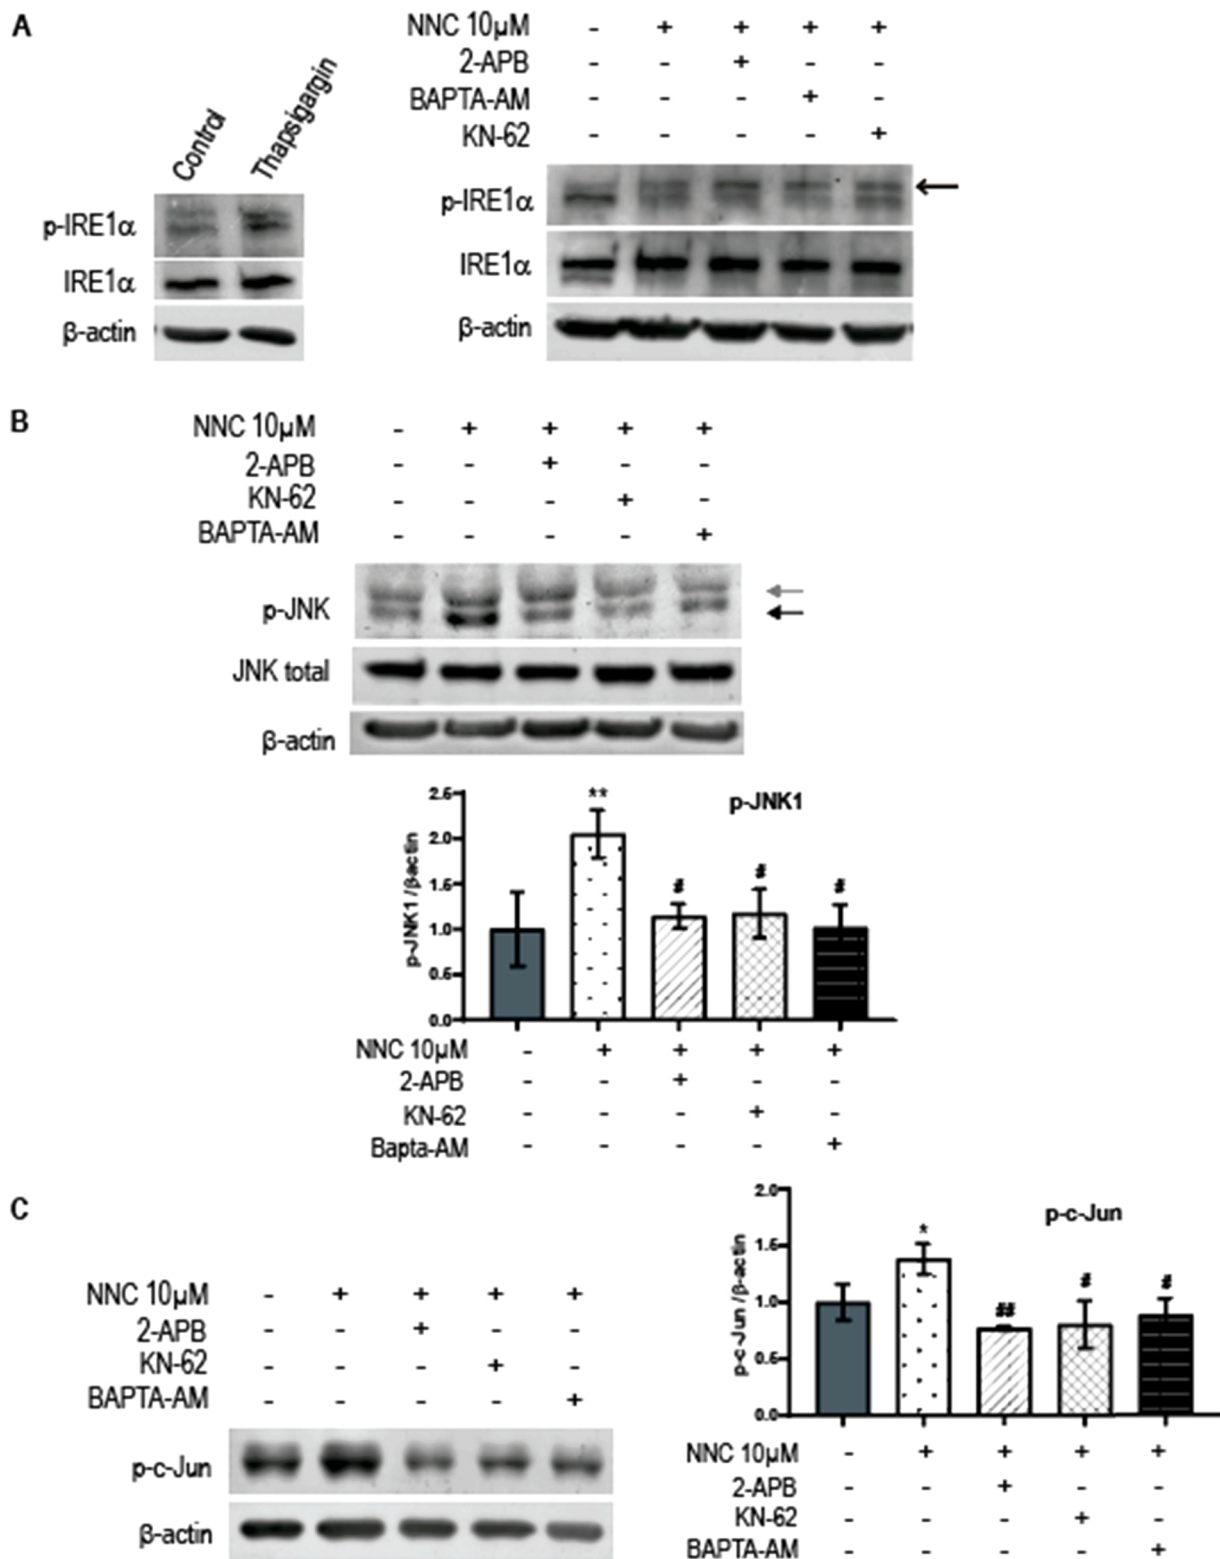 A
Control
Thapsigargin
p-IRE1α
IRE1α
β-actin
NNC 10µM - + + + +
2-APB - - + - -
BAPTA-AM - - - + -
KN-62 - - - - +
p-IRE1α
IRE1α
β-actin
B
NNC 10µM - + + + +
2-APB - - + - -
KN-62 - - - + -
BAPTA-AM - - - - +
p-JNK
JNK total
β-actin
p-JNK1
p-JNK1/βactin
2.5
2.0
1.5
1.0
0.5
0.0
** # # #
NNC 10µM - + + + +
2-APB - - + - -
KN-62 - - - + -
Bapta-AM - - - - +
C
NNC 10µM - + + + +
2-APB - - + - -
KN-62 - - - + -
BAPTA-AM - - - - +
p-c-Jun
β-actin
p-c-Jun
p-c-Jun/β-actin
2.0
1.5
1.0
0.5
0.0
* ## # #
NNC 10µM - + + + +
2-APB - - + - -
KN-62 - - - + -
BAPTA-AM - - - - +